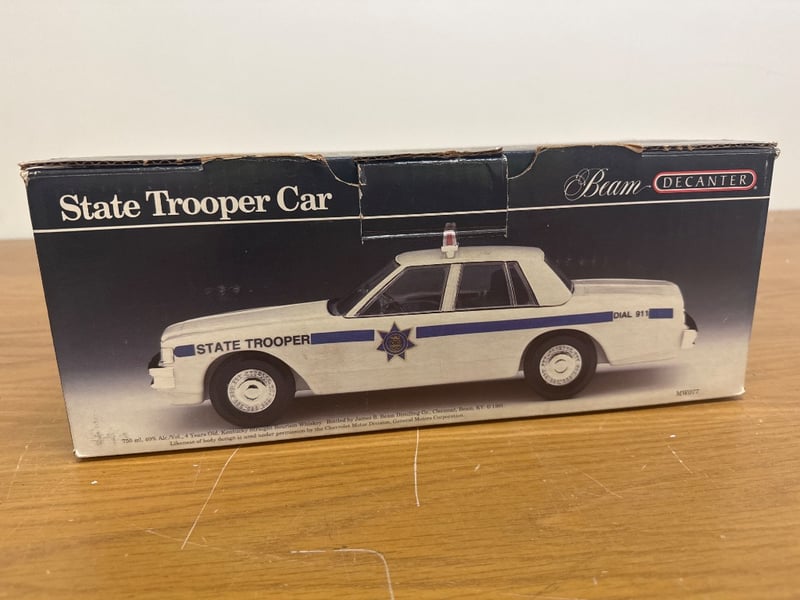 State Trooper Car
Beam DECANTER
STATE TROOPER
DIAL 911
MW077
750 ml, 40% Alc./Vol., 4 Years Old, Kentucky Straight Bourbon Whiskey. Bottled by James B. Beam Distilling Co., Clermont, Beam, KY.
Likeness of body design is used under permission by the Chevrolet Motor Division, General Motors Corporation.